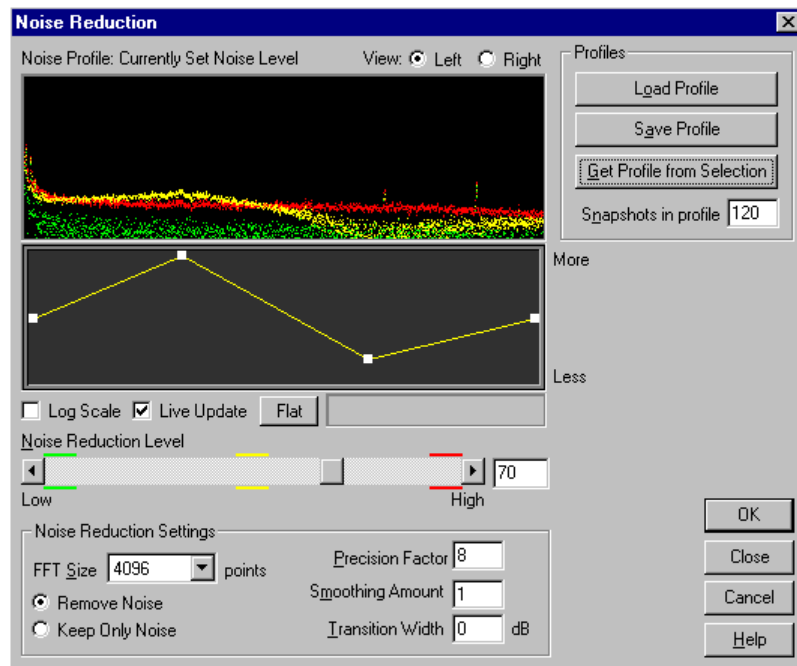 Noise Reduction
Noise Profile: Currently Set Noise Level
View: Left Right
Profiles
Load Profile
Save Profile
Get Profile from Selection
Snapshots in profile 120
More
Less
Log Scale Live Update Flat
Noise Reduction Level
70
Low High
Noise Reduction Settings
FFT Size 4096 points
Remove Noise
Keep Only Noise
Precision Factor 8
Smoothing Amount 1
Transition Width 0 dB
OK
Close
Cancel
Help